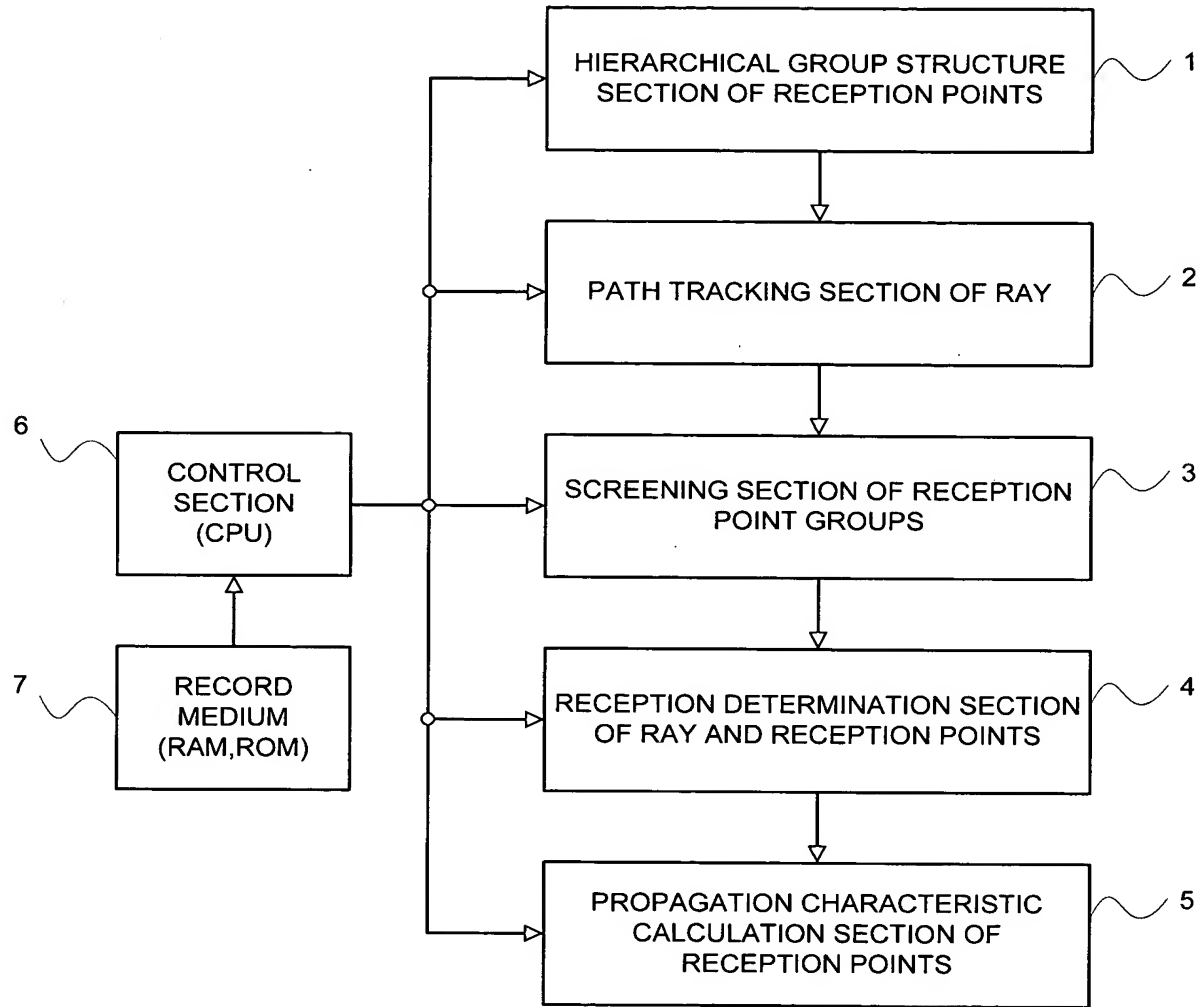 HIERARCHICAL GROUP STRUCTURE
SECTION OF RECEPTION POINTS
1
PATH TRACKING SECTION OF RAY
2
6
CONTROL
SECTION
(CPU)
SCREENING SECTION OF RECEPTION
POINT GROUPS
3
7
RECORD
MEDIUM
(RAM,ROM)
RECEPTION DETERMINATION SECTION
OF RAY AND RECEPTION POINTS
4
PROPAGATION CHARACTERISTIC
CALCULATION SECTION OF
RECEPTION POINTS
5